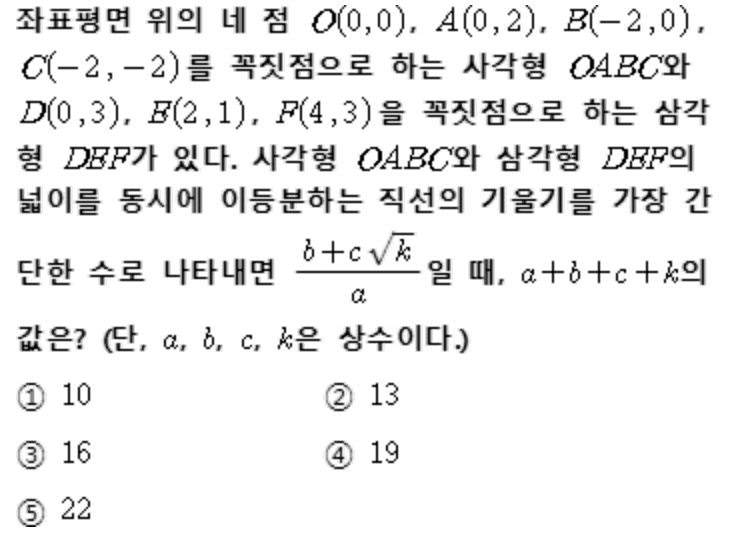 좌표평면 위의 네 점 O(0,0), A(0,2), B(-2,0),
C(-2,-2)를 꼭짓점으로 하는 사각형 OABC와
D(0,3), E(2,1), F(4,3)을 꼭짓점으로 하는 삼각
형 DEF가 있다. 사각형 OABC와 삼각형 DEF의
넓이를 동시에 이등분하는 직선의 기울기를 가장 간
단한 수로 나타내면 \frac{b+c\sqrt{k}}{a} 일 때, a+b+c+k의
값은? (단, a, b, c, k은 상수이다.)
① 10 ② 13
③ 16 ④ 19
⑤ 22